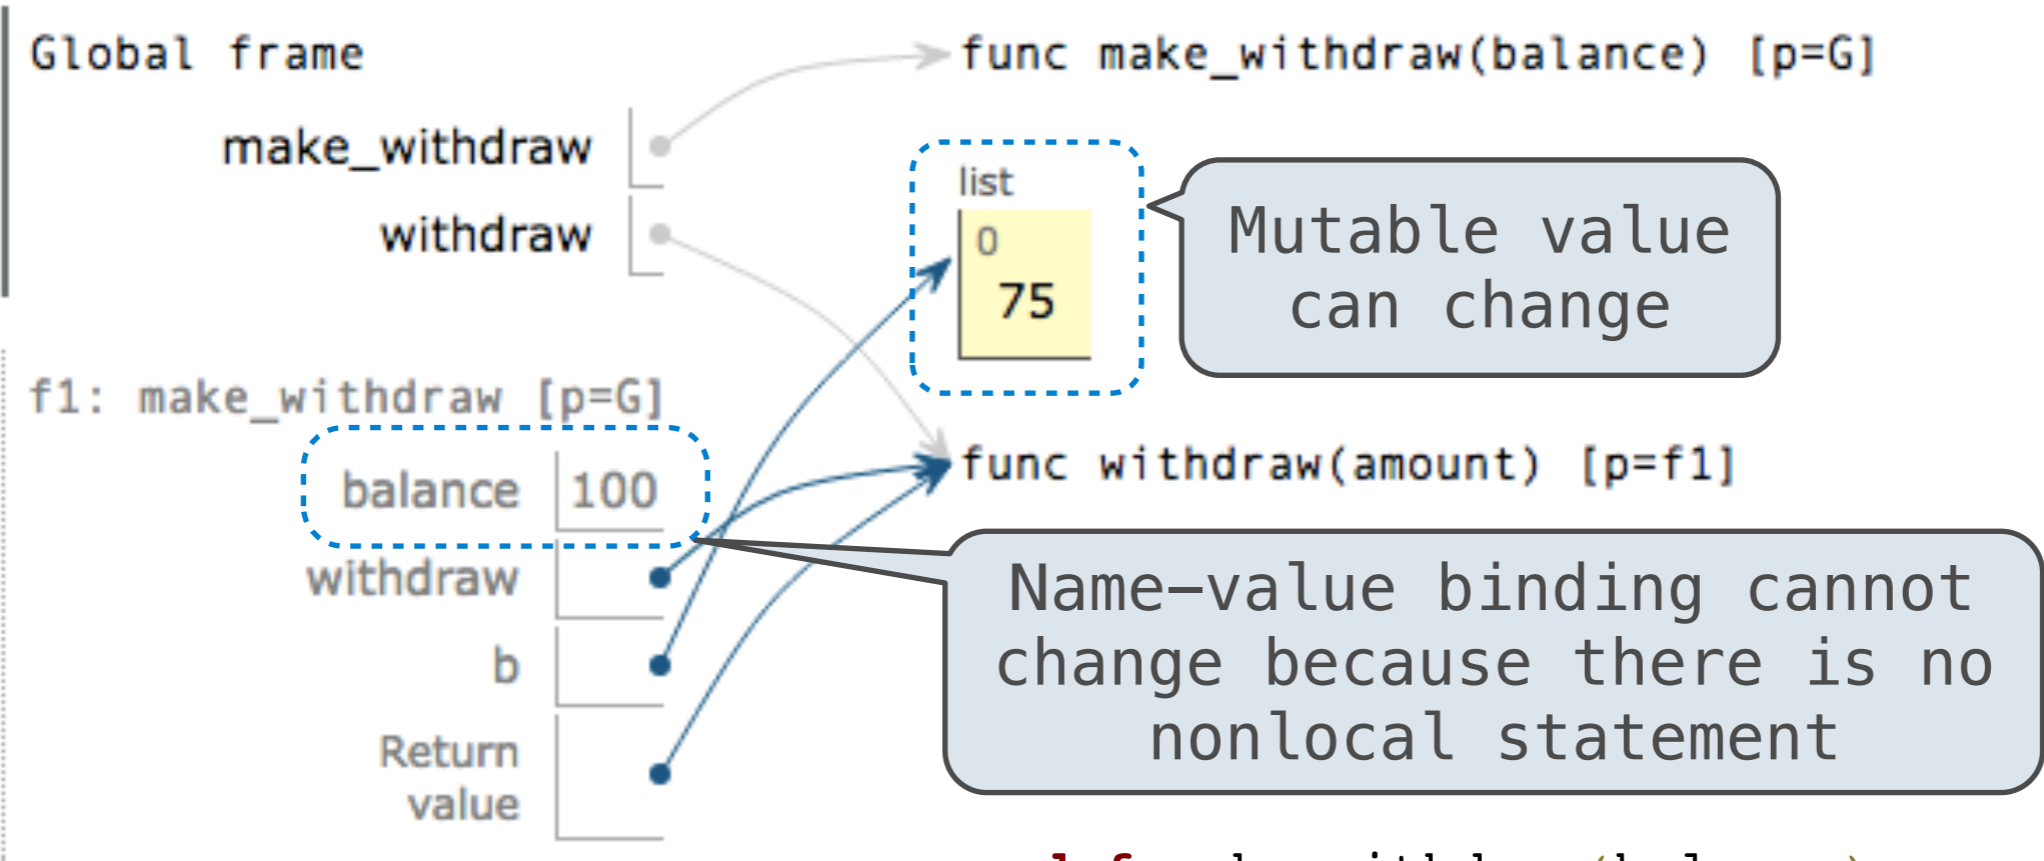 Global frame
func make_withdraw(balance) [p=G]
make_withdraw
withdraw
list
0
75
Mutable value
can change
f1: make_withdraw [p=G]
balance 100
withdraw
b
Return
value
func withdraw(amount) [p=f1]
Name–value binding cannot
change because there is no
nonlocal statement